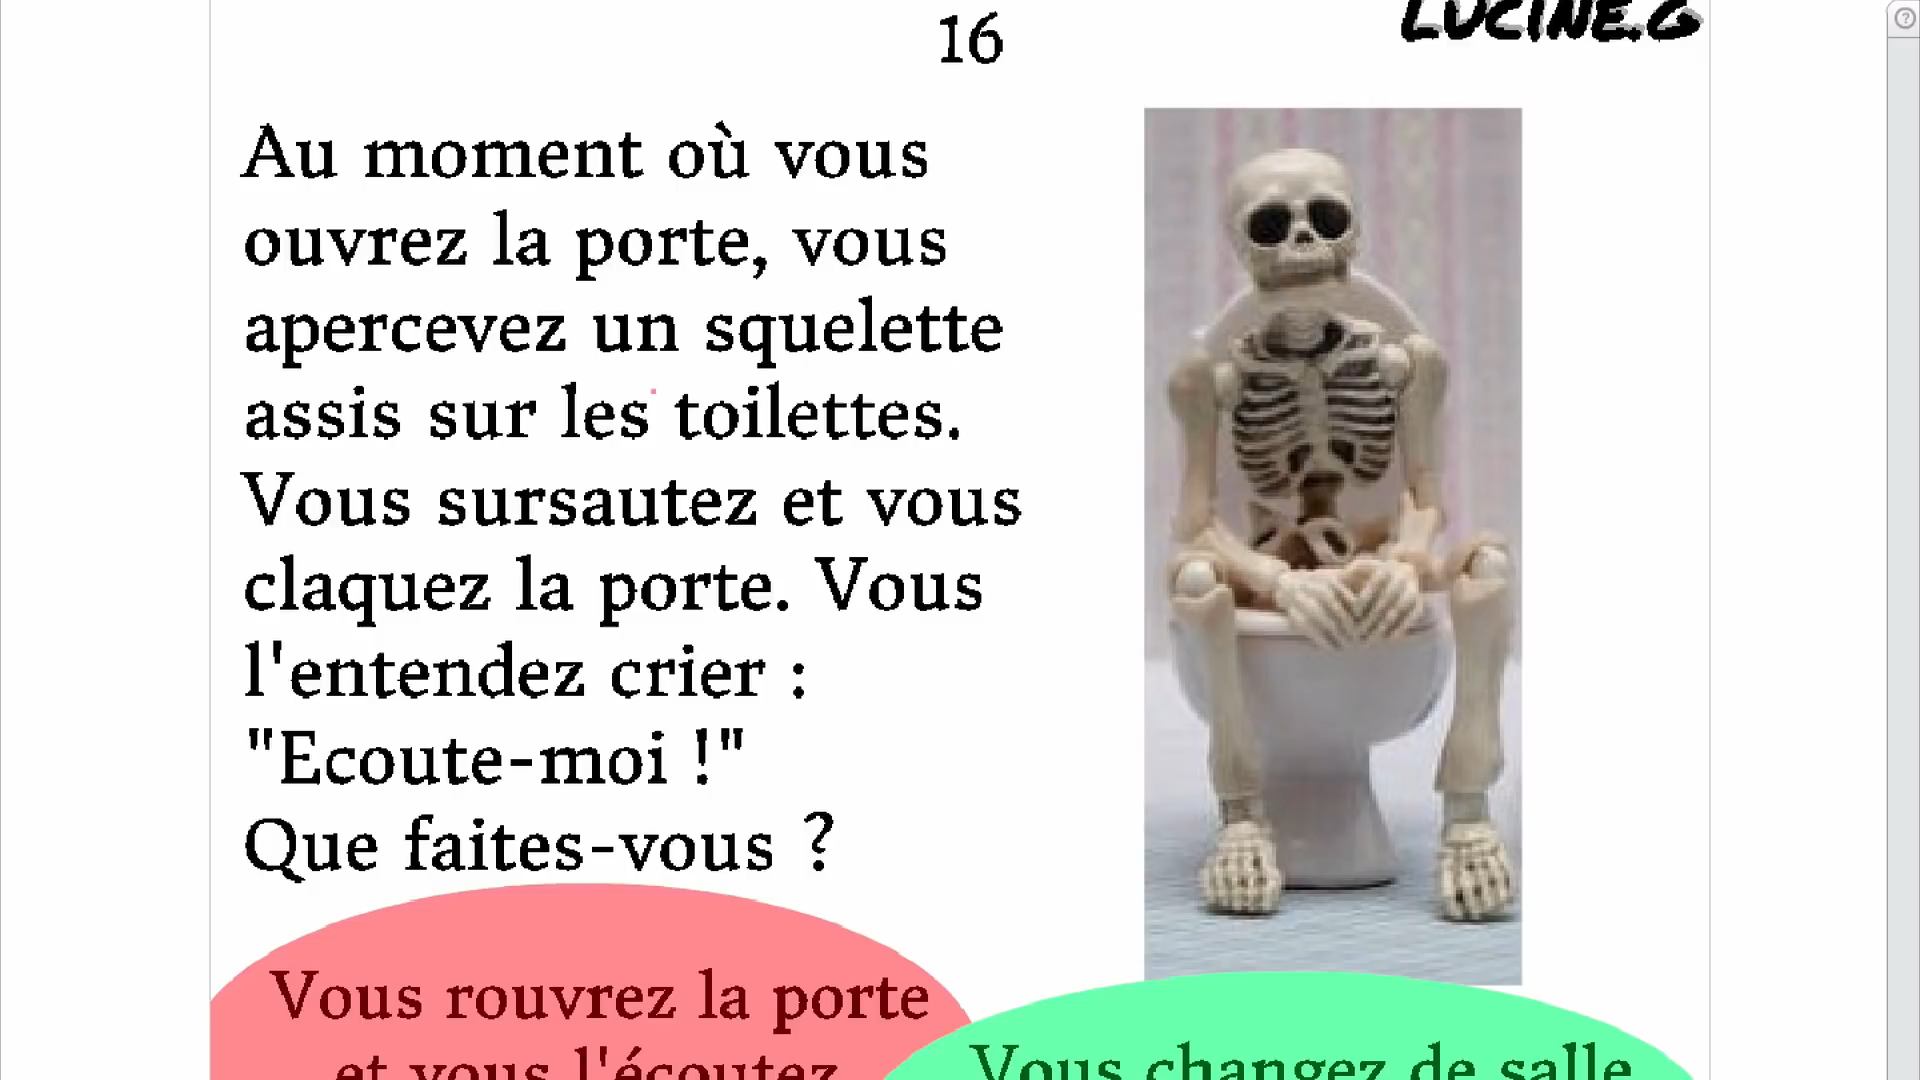 LUCINE.G
16
Au moment où vous
ouvrez la porte, vous
apercevez un squelette
assis sur les toilettes.
Vous sursautez et vous
claquez la porte. Vous
l'entendez crier :
"Ecoute-moi !"
Que faites-vous ?
Vous rouvrez la porte
et vous l'écoutez
Vous changez de salle
?